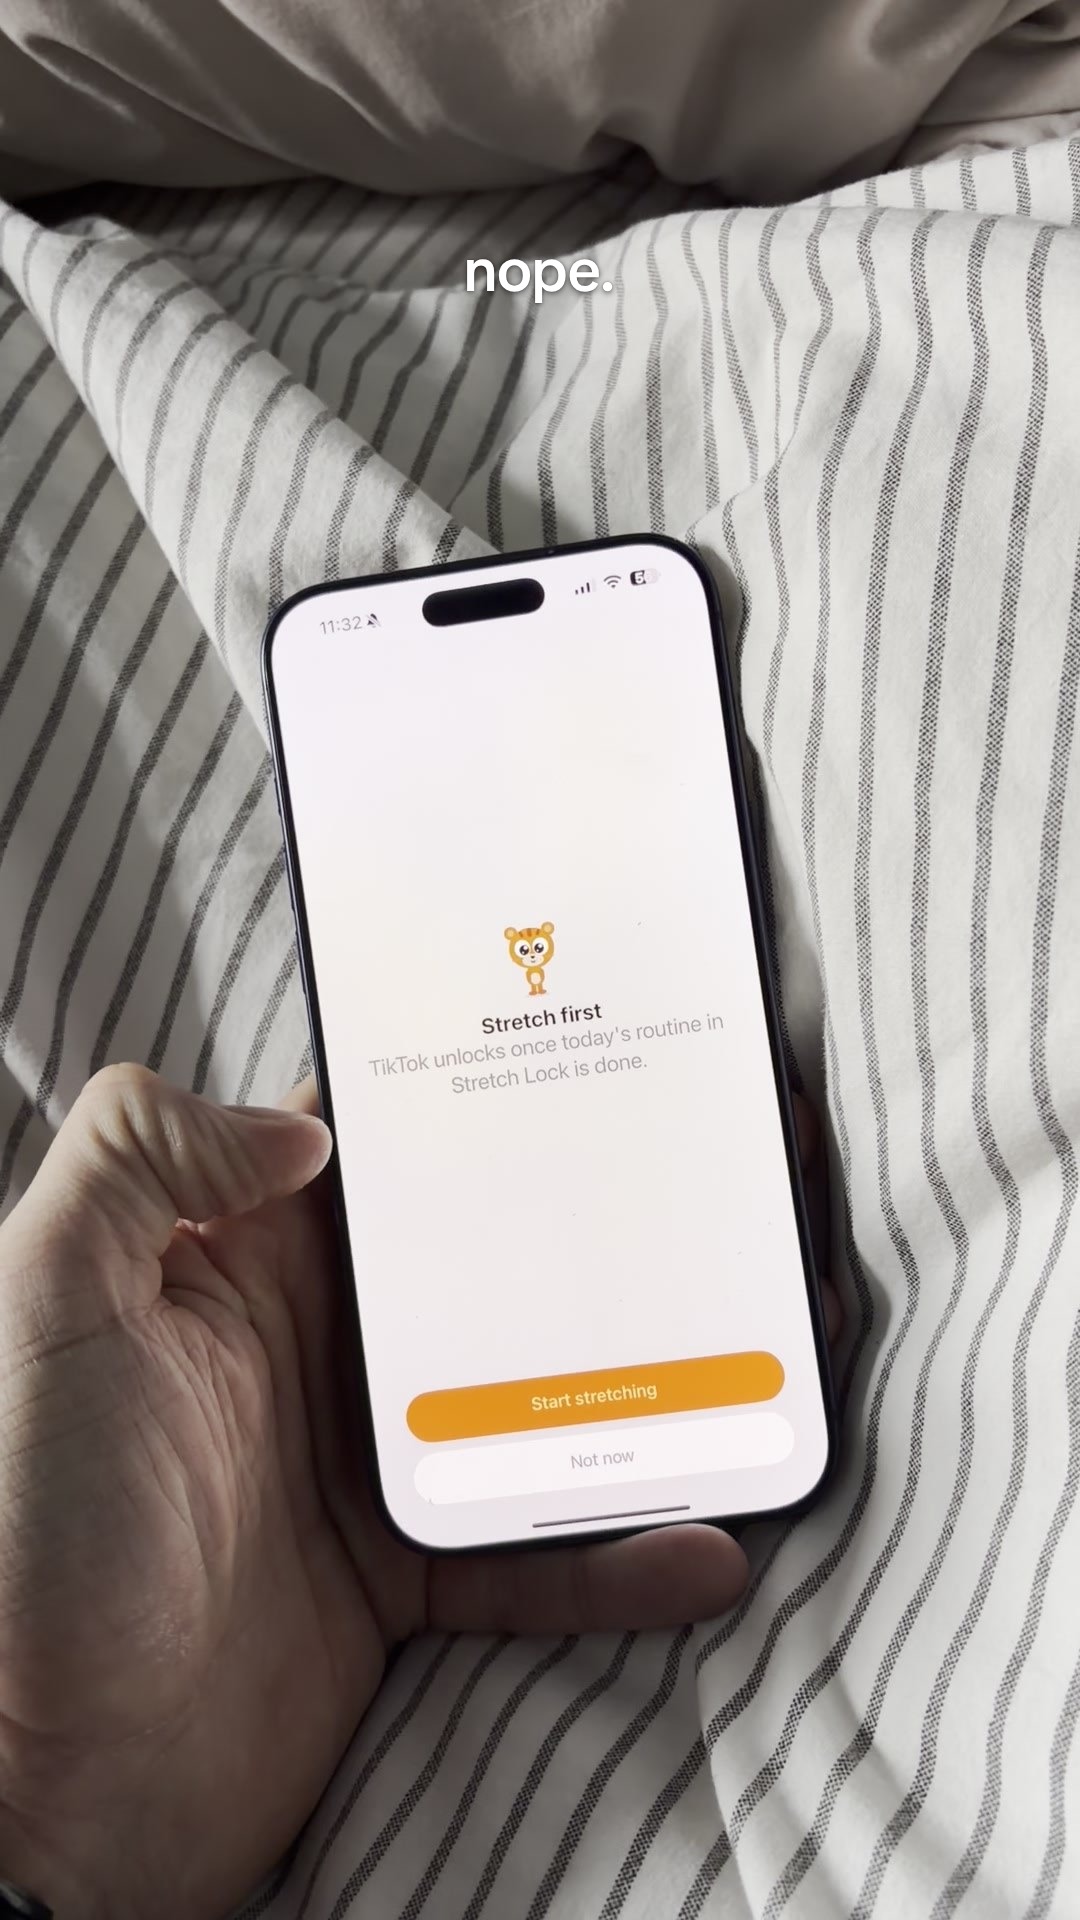 nope.
11:32
Stretch first
TikTok unlocks once today's routine in
Stretch Lock is done.
Start stretching
Not now